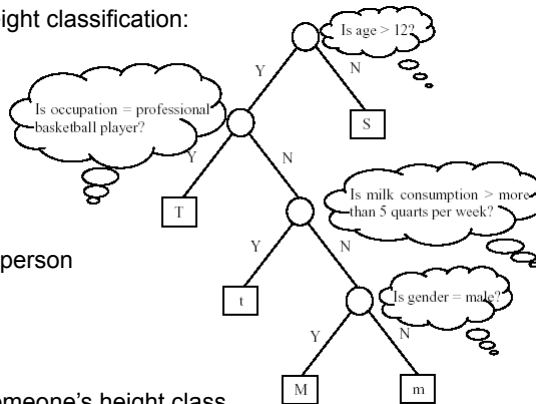 eight classification:
Is age > 12?
Y
N
Is occupation = professional
basketball player?
S
Y
N
Is milk consumption > more
than 5 quarts per week?
T
Y
N
person
Is gender = male?
t
Y
N
M
m
omeone's height class